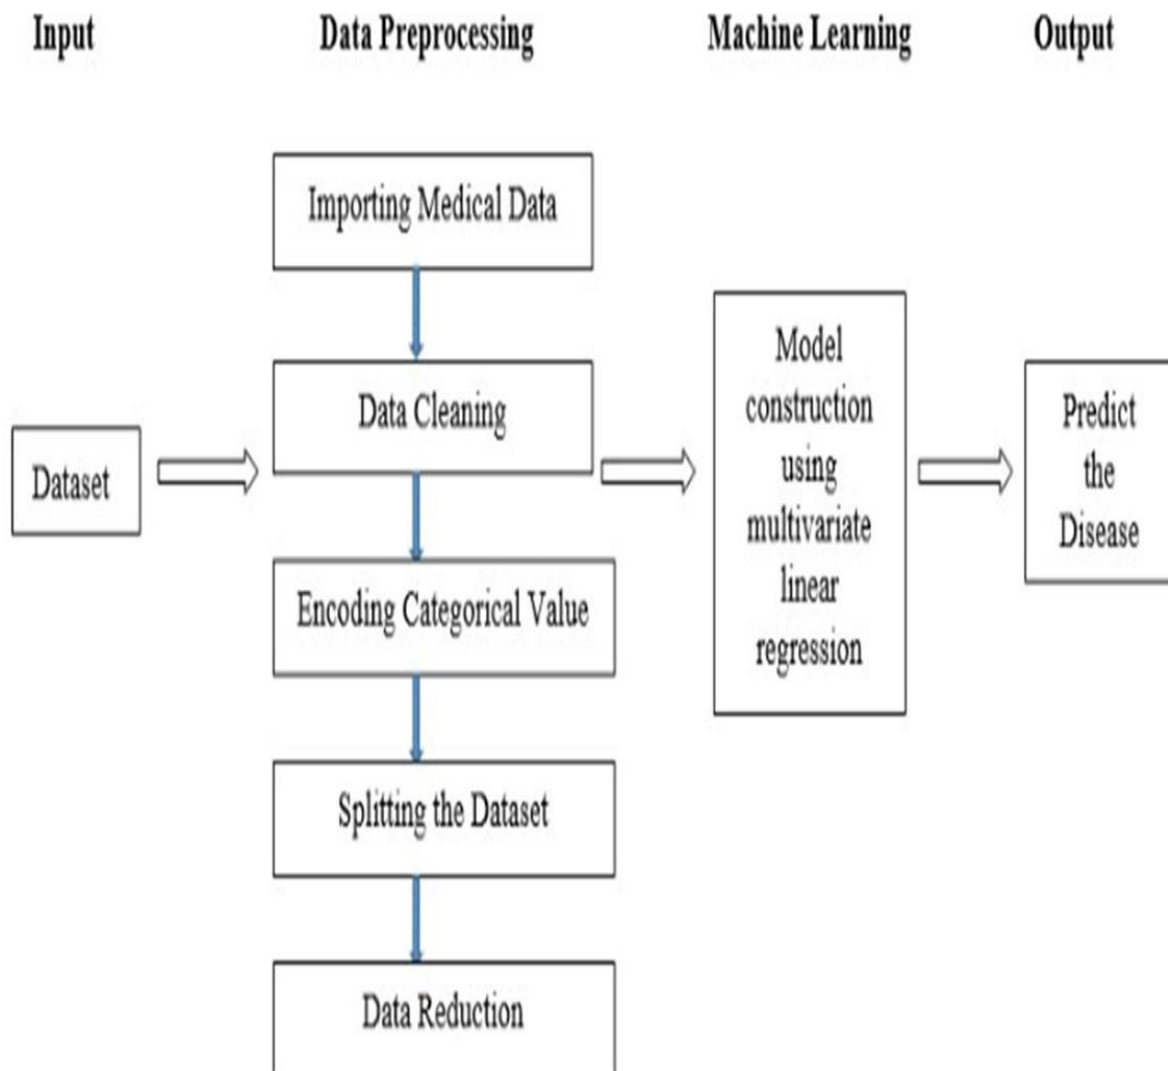 Input
Data Preprocessing
Machine Learning
Output
Dataset
Importing Medical Data
Data Cleaning
Encoding Categorical Value
Splitting the Dataset
Data Reduction
Model
construction
using
multivariate
linear
regression
Predict
the
Disease